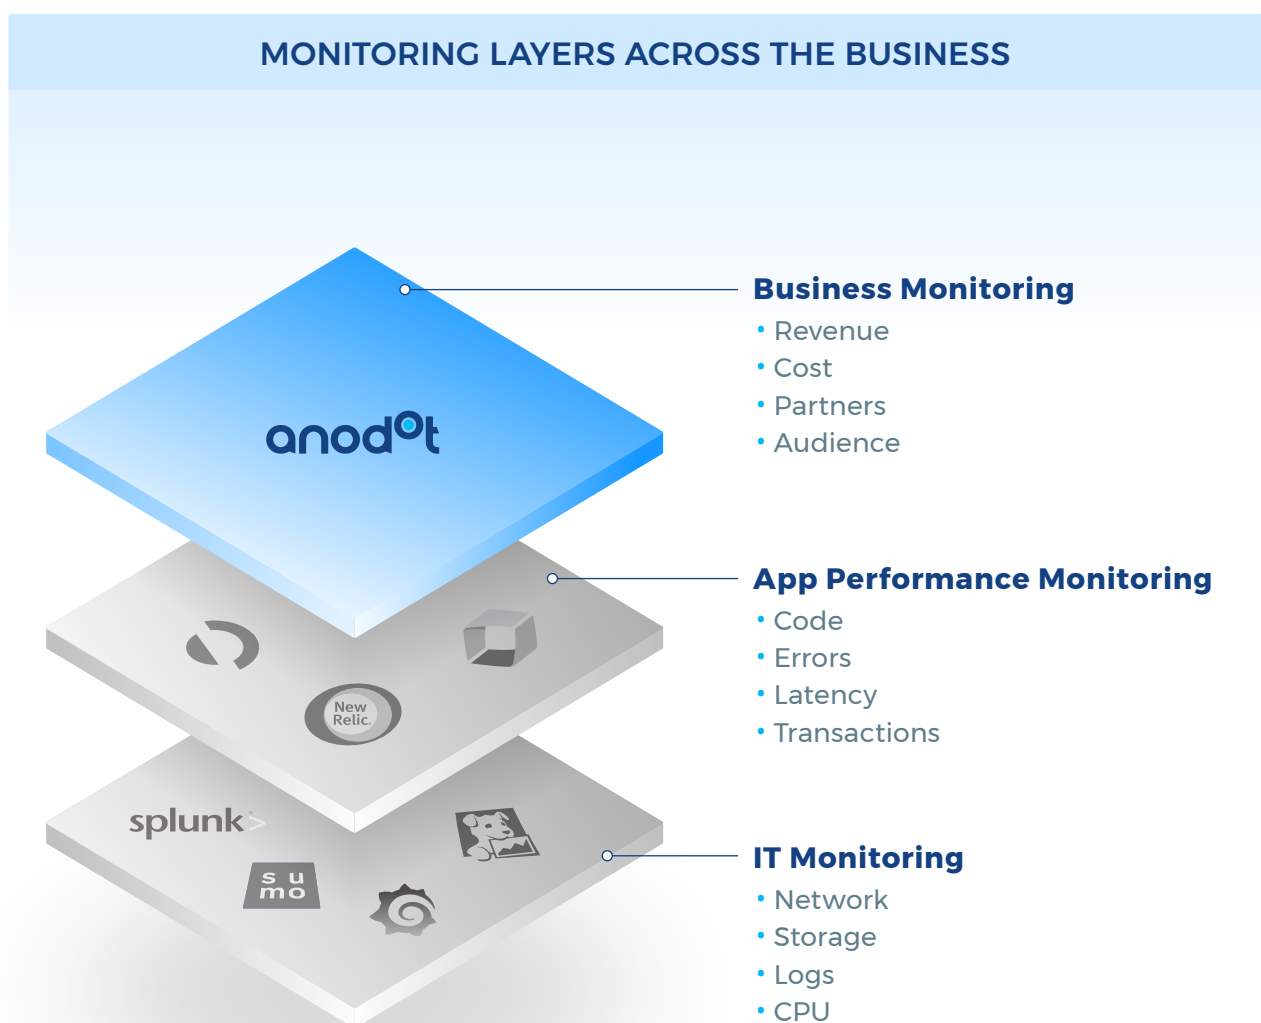 MONITORING LAYERS ACROSS THE BUSINESS
anodot
Business Monitoring
• Revenue
• Cost
• Partners
• Audience
App Performance Monitoring
• Code
• Errors
• Latency
• Transactions
New
Relic.
splunk>
su
mo
IT Monitoring
• Network
• Storage
• Logs
• CPU